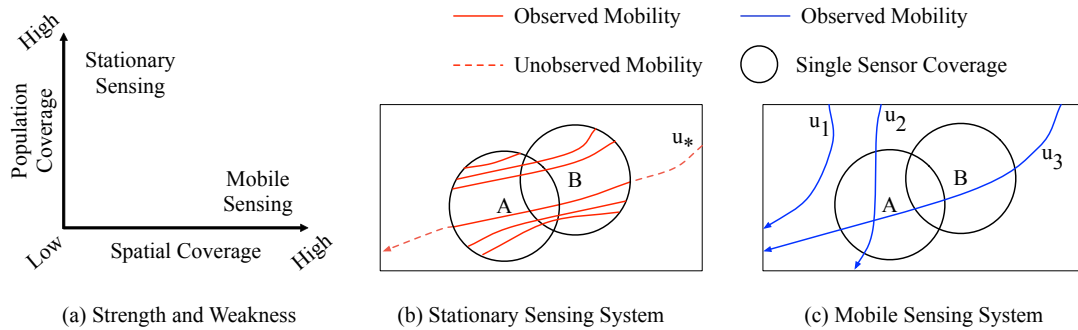 High
Population
Coverage
Stationary
Sensing
Mobile
Sensing
Low
Spatial Coverage
High
(a) Strength and Weakness
Observed Mobility
Unobserved Mobility
Observed Mobility
Single Sensor Coverage
A
B
u*
(b) Stationary Sensing System
u1
u2
u3
A
B
(c) Mobile Sensing System